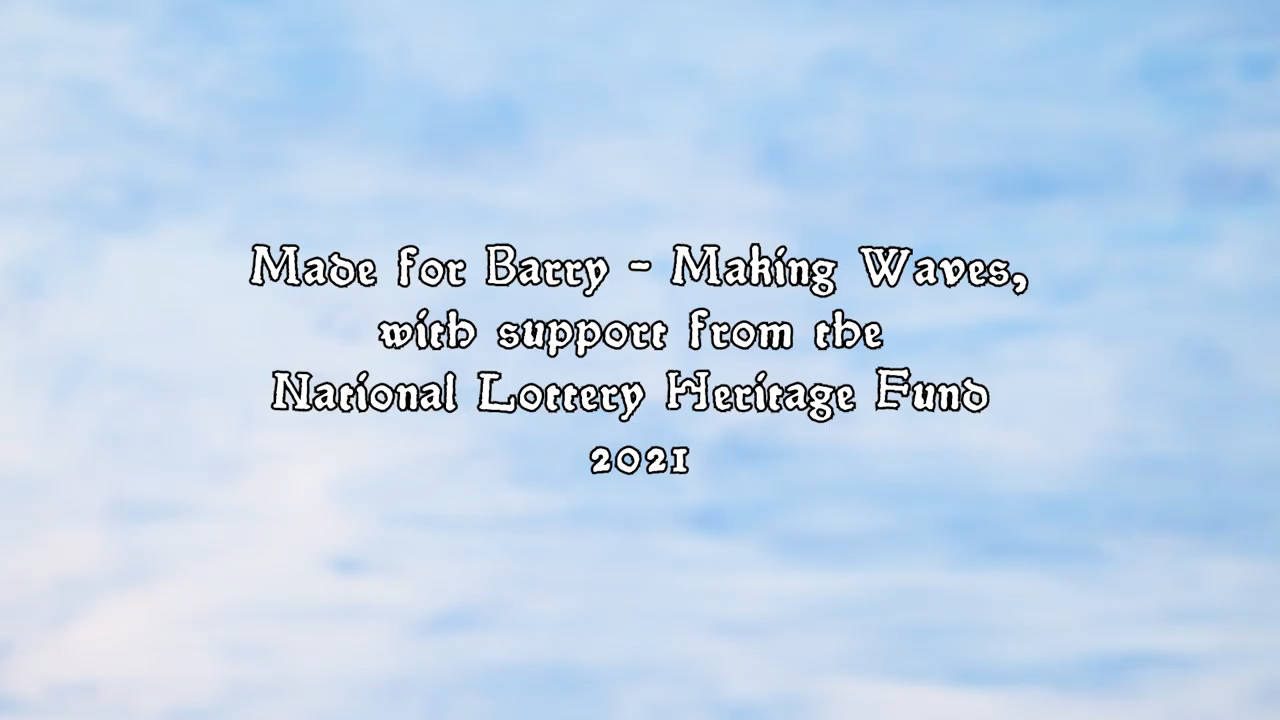 Made for Barry - Making Waves,
with support from the
National Lottery Heritage Fund
2021